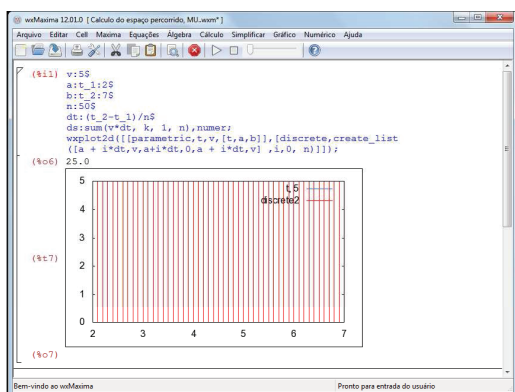 wxMaxima 12.01.0 [ Calculo do espaço percorrido, MU..wxm* ]
Arquivo Editar Cell Maxima Equações Álgebra Cálculo Simplificar Gráfico Numérico Ajuda
(%i1) v:5$
a:t_1:2$
b:t_2:7$
n:50$
dt:(t_2-t_1)/n$
ds:sum(v*dt, k, 1, n),numer;
wxplot2d([[parametric,t,v,[t,a,b]],[discrete,create_list
([a + i*dt,v,a+i*dt,0,a + i*dt,v] ,i,0, n)]]);
(%o6) 25.0
(%t7)
t, 5
discrete2
5
4
3
2
1
0
2 3 4 5 6 7
(%o7)
Bem-vindo ao wxMaxima
Pronto para entrada do usuário